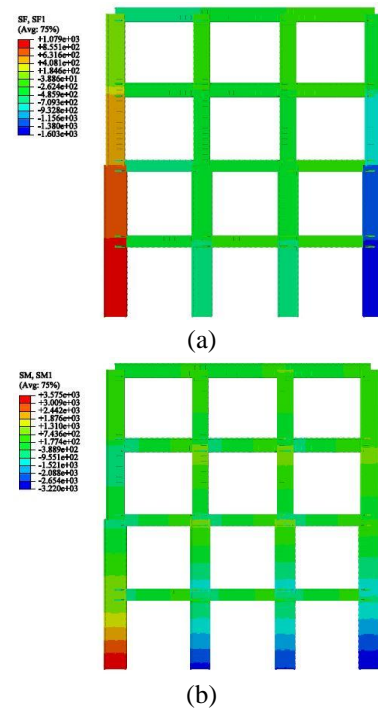 SF, SF1
(Avg: 75%)
+1.079e+03
+8.551e+02
+6.316e+02
+4.081e+02
+1.846e+02
-3.886e+01
-2.624e+02
-4.859e+02
-7.093e+02
-9.328e+02
-1.156e+03
-1.380e+03
-1.603e+03
(a)
SM, SM1
(Avg: 75%)
+3.575e+03
+3.009e+03
+2.442e+03
+1.876e+03
+1.310e+03
+7.436e+02
+1.774e+02
-3.889e+02
-9.551e+02
-1.521e+03
-2.088e+03
-2.654e+03
-3.220e+03
(b)